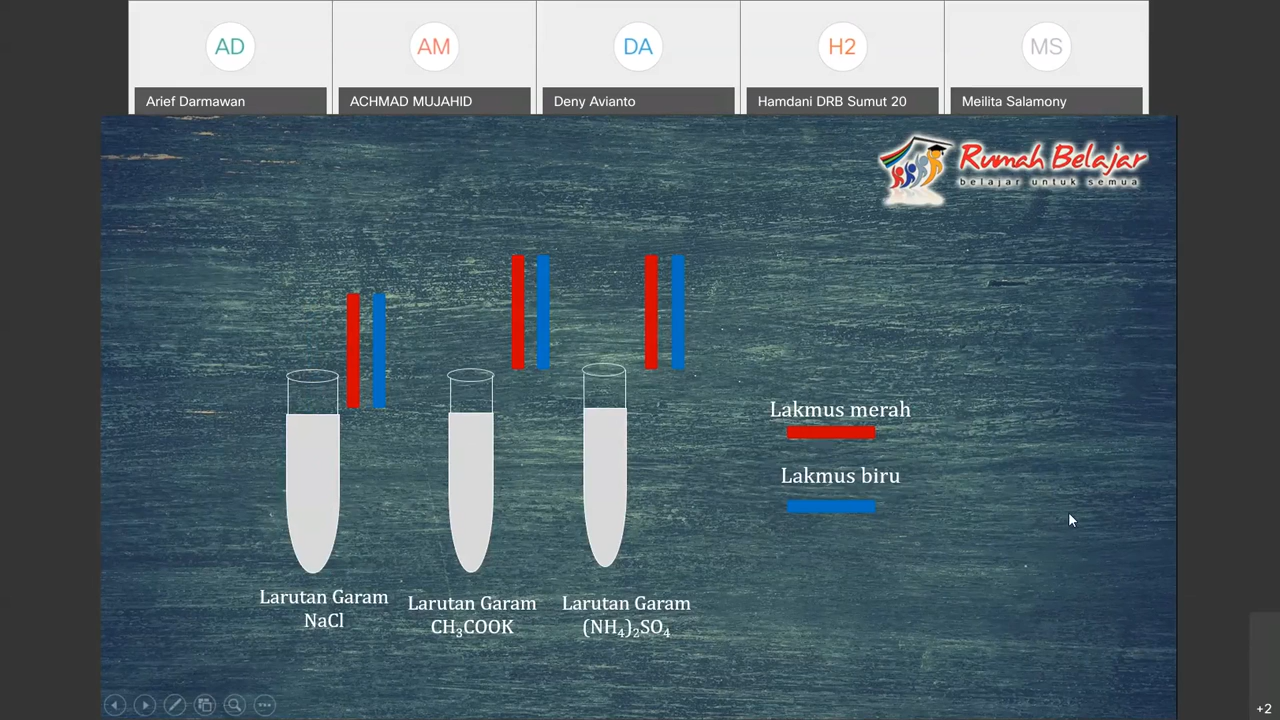 AD
AM
DA
H2
MS
Arief Darmawan
ACHMAD MUJAHID
Deny Avianto
Hamdani DRB Sumut 20
Meilita Salamony
Rumah Belajar
belajar untuk semua
Lakmus merah
Lakmus biru
Larutan Garam
NaCl
Larutan Garam
CH₃COOK
Larutan Garam
(NH₄)₂SO₄
+2